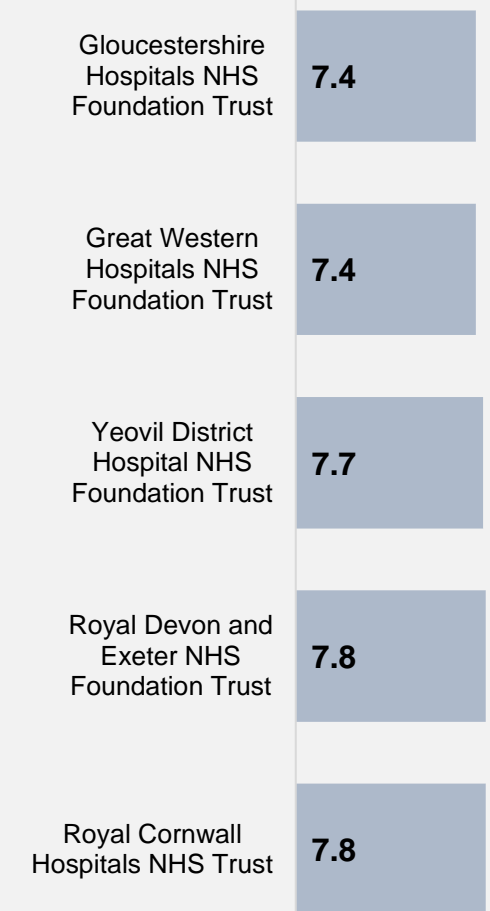 Gloucestershire
Hospitals NHS
Foundation Trust
7.4
Great Western
Hospitals NHS
Foundation Trust
7.4
Yeovil District
Hospital NHS
Foundation Trust
7.7
Royal Devon and
Exeter NHS
Foundation Trust
7.8
Royal Cornwall
Hospitals NHS Trust
7.8